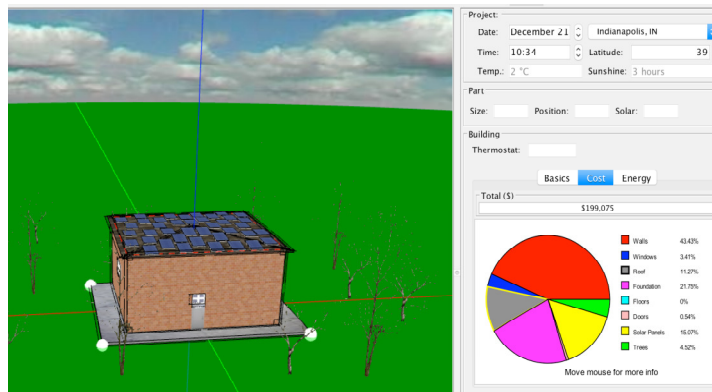 Project:
Date: December 21 Indianapolis, IN
Time: 10:34 Latitude: 39
Temp.: 2 °C Sunshine: 3 hours
Part
Size: Position: Solar:
Building
Thermostat:
Basics Cost Energy
Total ($)
$199,075
Walls 43.43%
Windows 3.41%
Roof 11.27%
Foundation 21.75%
Floors 0%
Doors 0.54%
Solar Panels 15.07%
Trees 4.52%
Move mouse for more info